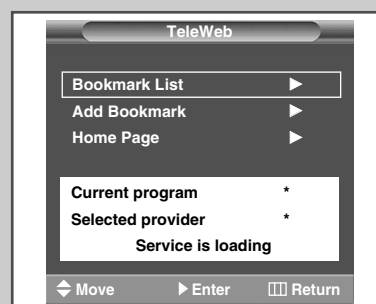 TeleWeb
Bookmark List
Add Bookmark
Home Page
Current program *
Selected provider *
Service is loading
Move Enter Return